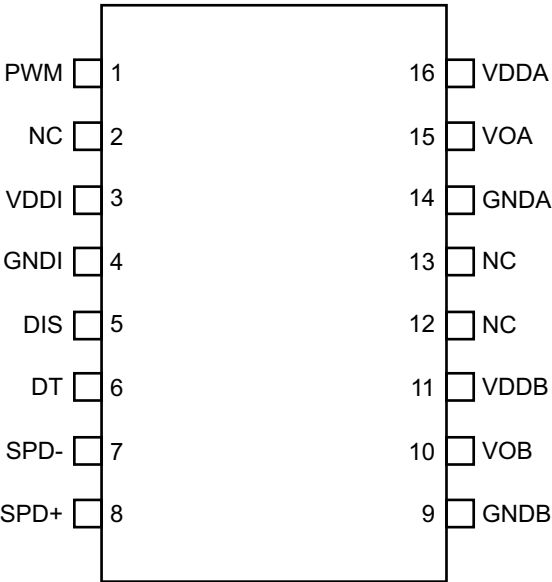 PWM 1 16 VDDA
NC 2 15 VOA
VDDI 3 14 GNDA
GNDI 4 13 NC
DIS 5 12 NC
DT 6 11 VDDB
SPD- 7 10 VOB
SPD+ 8 9 GNDB